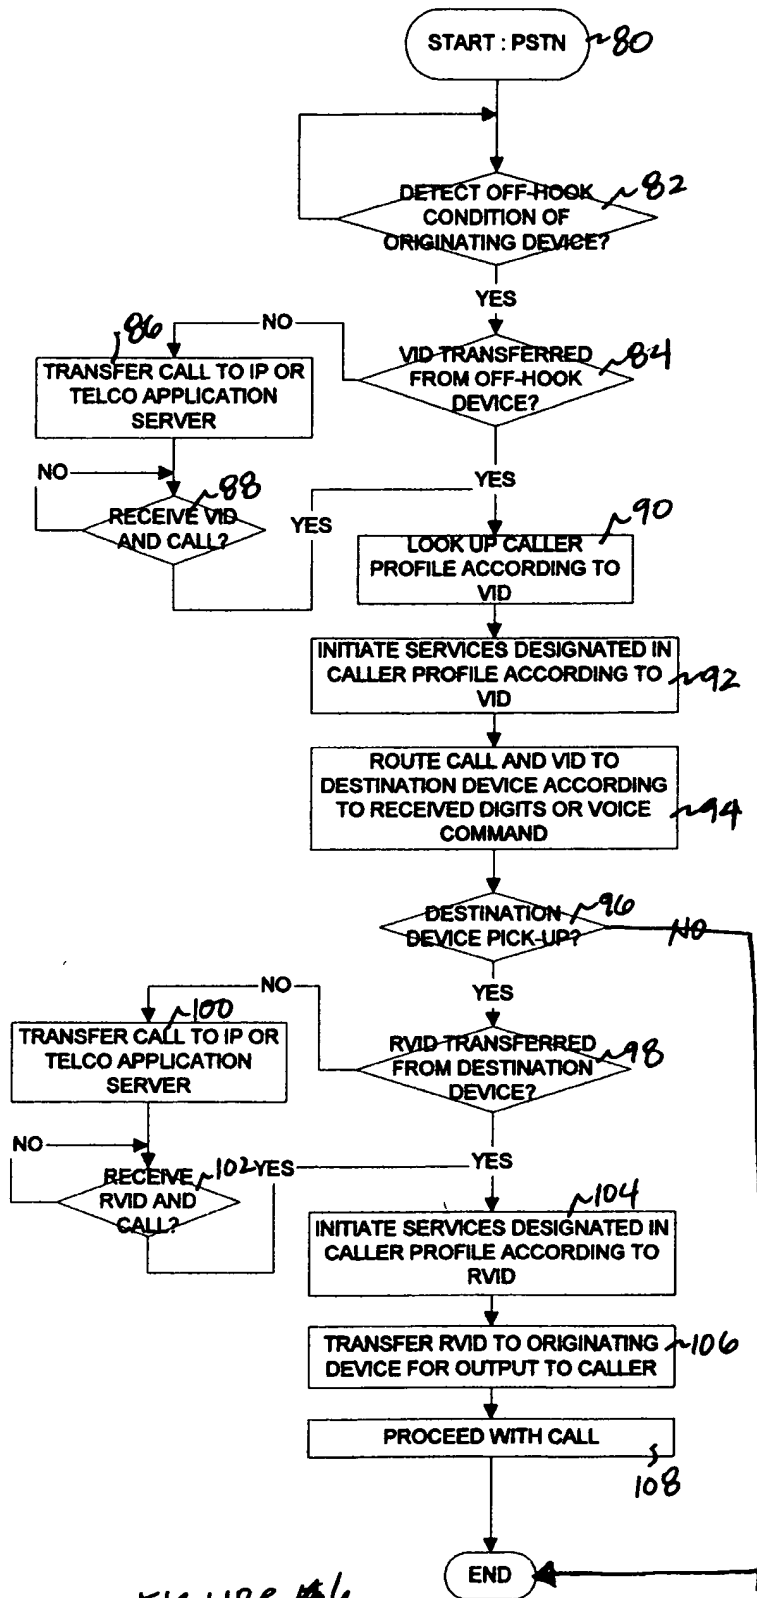 START : PSTN
80
DETECT OFF-HOOK
CONDITION OF
ORIGINATING DEVICE?
82
YES
NO
86
TRANSFER CALL TO IP OR
TELCO APPLICATION
SERVER
VID TRANSFERRED
FROM OFF-HOOK
DEVICE?
84
NO
88
RECEIVE VID
AND CALL?
YES
YES
90
LOOK UP CALLER
PROFILE ACCORDING TO
VID
INITIATE SERVICES DESIGNATED IN
CALLER PROFILE ACCORDING TO
VID
92
ROUTE CALL AND VID TO
DESTINATION DEVICE ACCORDING
TO RECEIVED DIGITS OR VOICE
COMMAND
94
DESTINATION
DEVICE PICK-UP?
96
NO
YES
NO
100
TRANSFER CALL TO IP OR
TELCO APPLICATION
SERVER
RVID TRANSFERRED
FROM DESTINATION
DEVICE?
98
NO
RECEIVE
RVID AND
CALL?
102
YES
YES
104
INITIATE SERVICES DESIGNATED IN
CALLER PROFILE ACCORDING TO
RVID
TRANSFER RVID TO ORIGINATING
DEVICE FOR OUTPUT TO CALLER
106
PROCEED WITH CALL
108
END
FIGURE